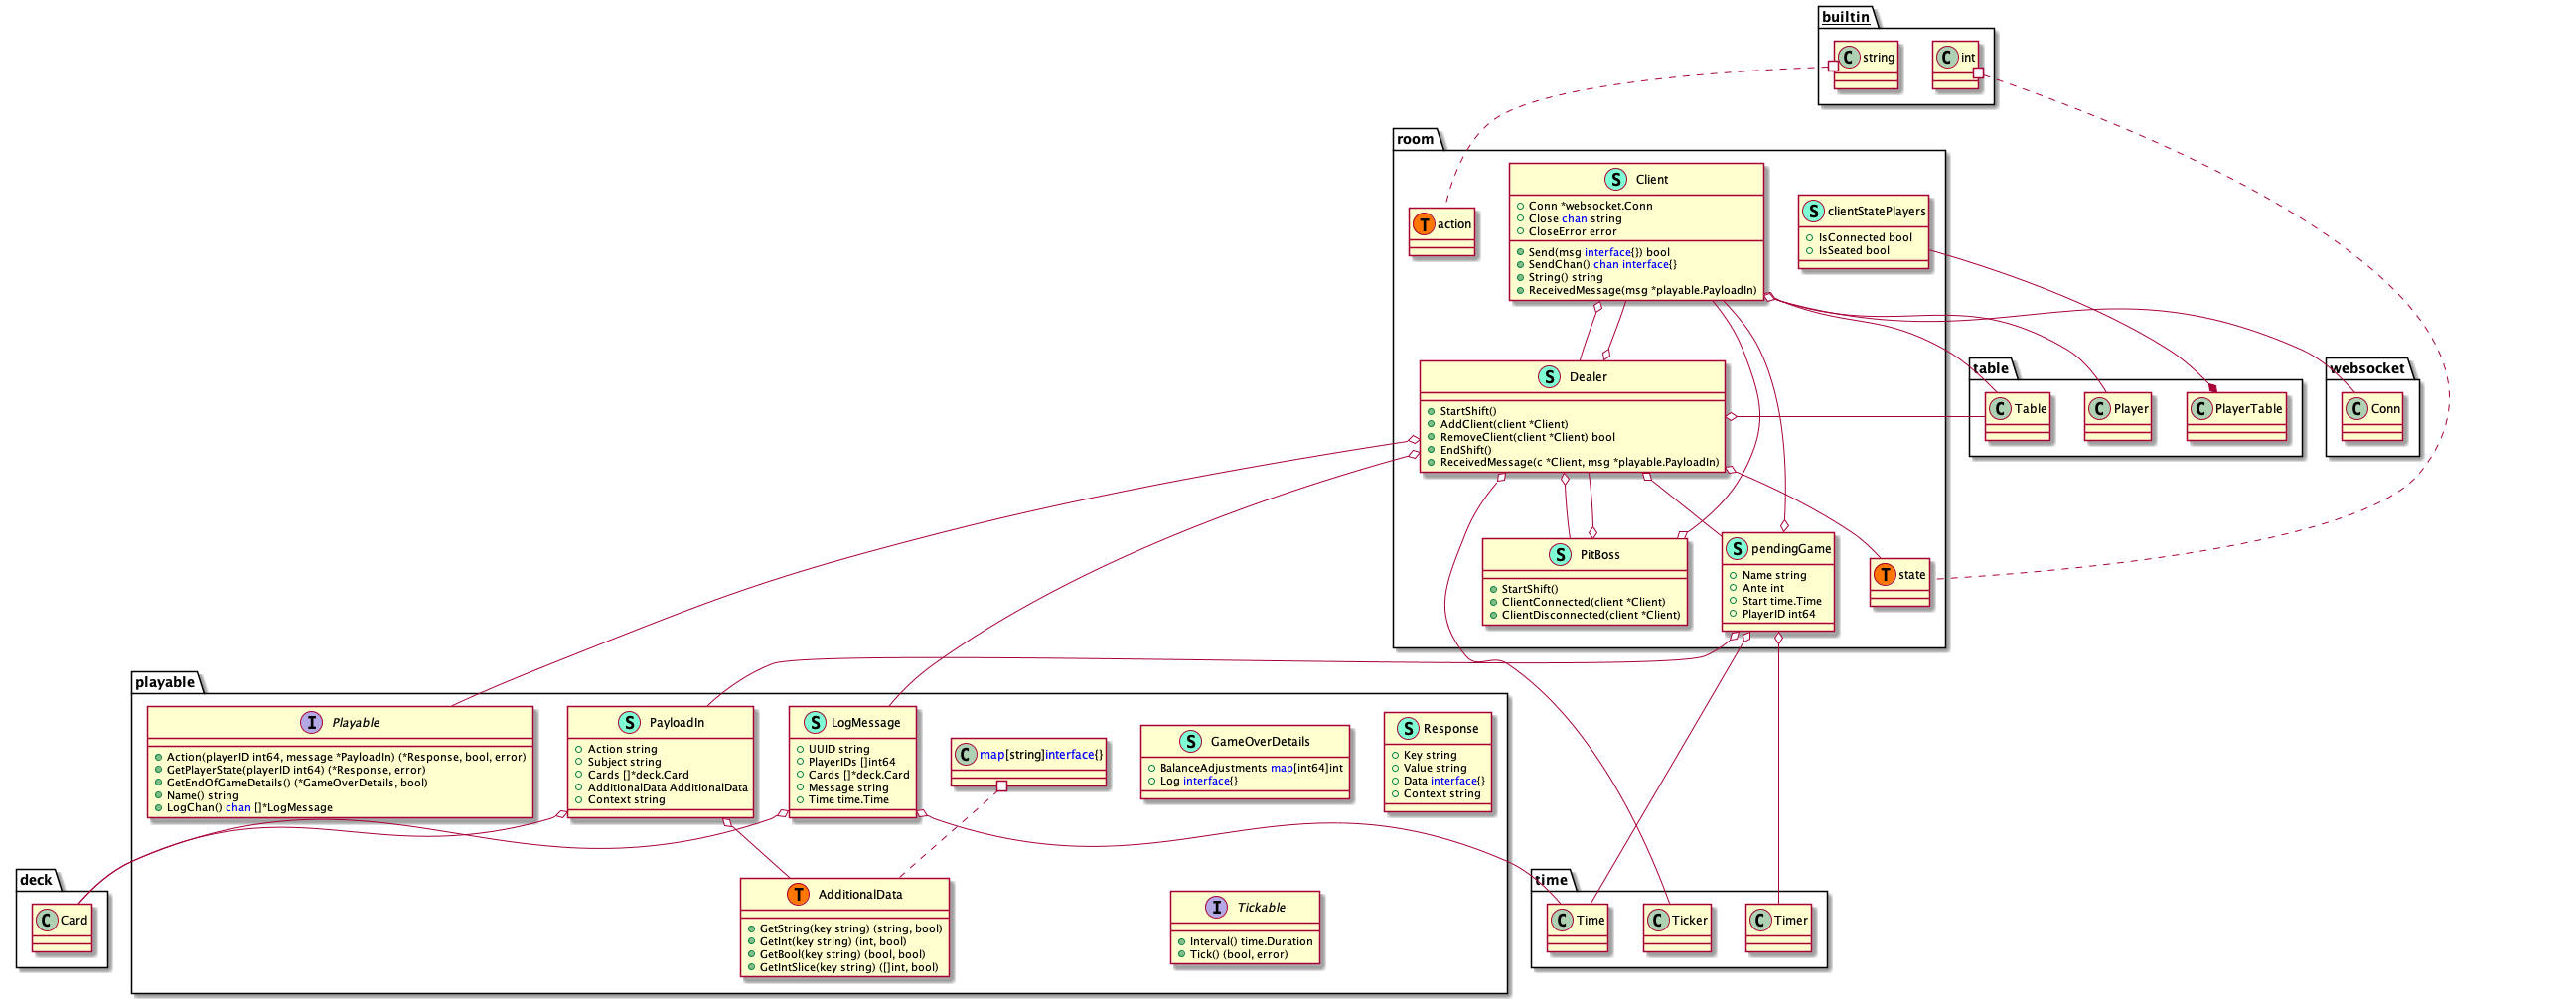 builtin
C string
C int
room
S Client
Conn *websocket.Conn
Close chan string
CloseError error
Send(msg interface{}) bool
SendChan() chan interface{}
String() string
ReceivedMessage(msg *playable.PayloadIn)
S clientStatePlayers
IsConnected bool
IsSeated bool
T action
S Dealer
StartShift()
AddClient(client *Client)
RemoveClient(client *Client) bool
EndShift()
ReceivedMessage(c *Client, msg *playable.PayloadIn)
table
C Table
C Player
C PlayerTable
websocket
C Conn
S PitBoss
StartShift()
ClientConnected(client *Client)
ClientDisconnected(client *Client)
S pendingGame
Name string
Ante int
Start time.Time
PlayerID int64
T state
playable
I Playable
Action(playerID int64, message *PayloadIn) (*Response, bool, error)
GetPlayerState(playerID int64) (*Response, error)
GetEndOfGameDetails() (*GameOverDetails, bool)
Name() string
LogChan() chan []*LogMessage
S PayloadIn
Action string
Subject string
Cards []*deck.Card
AdditionalData AdditionalData
Context string
S LogMessage
UUID string
PlayerIDs []int64
Cards []*deck.Card
Message string
Time time.Time
C map[string]interface{}
S GameOverDetails
BalanceAdjustments map[int64]int
Log interface{}
S Response
Key string
Value string
Data interface{}
Context string
deck
C Card
T AdditionalData
GetString(key string) (string, bool)
GetInt(key string) (int, bool)
GetBool(key string) (bool, bool)
GetIntSlice(key string) ([]int, bool)
I Tickable
Interval() time.Duration
Tick() (bool, error)
time
C Time
C Ticker
C Timer